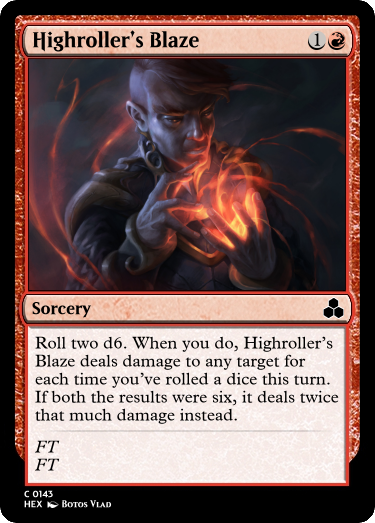 Highroller's Blaze 1
Sorcery
Roll two d6. When you do, Highroller's
Blaze deals damage to any target for
each time you've rolled a dice this turn.
If both the results were six, it deals twice
that much damage instead.
FT
FT
C 0143
HEX Botos Vlad